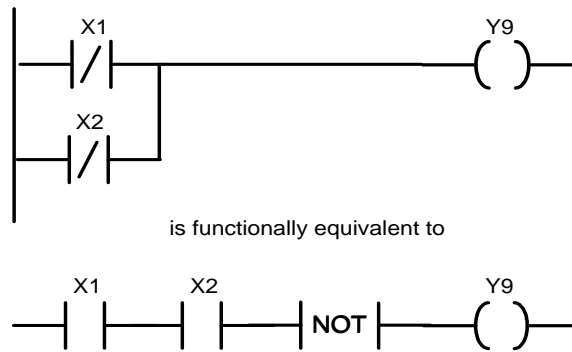 X1 Y9
X2
is functionally equivalent to
X1 X2 Y9
NOT